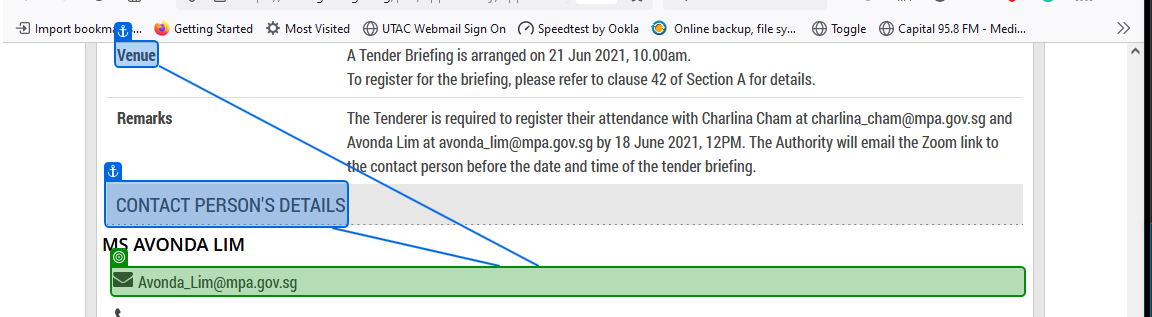 Import bookma... Getting Started Most Visited UTAC Webmail Sign On Speedtest by Ookla Online backup, file sy... Toggle Capital 95.8 FM - Medi...
Venue A Tender Briefing is arranged on 21 Jun 2021, 10.00am.
To register for the briefing, please refer to clause 42 of Section A for details.
Remarks The Tenderer is required to register their attendance with Charlina Cham at charlina_cham@mpa.gov.sg and
Avonda Lim at avonda_lim@mpa.gov.sg by 18 June 2021, 12PM. The Authority will email the Zoom link to
the contact person before the date and time of the tender briefing.
CONTACT PERSON'S DETAILS
MS AVONDA LIM
Avonda_Lim@mpa.gov.sg